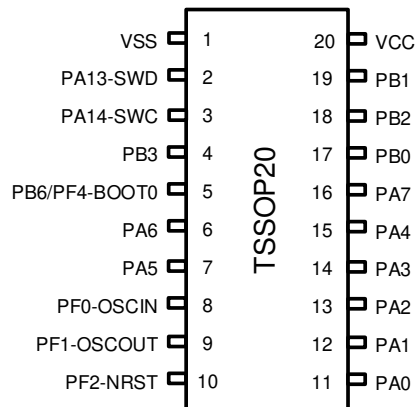 VSS 1 20 VCC
PA13-SWD 2 19 PB1
PA14-SWC 3 18 PB2
PB3 4 17 PB0
PB6/PF4-BOOT0 5 16 PA7
PA6 6 15 PA4
PA5 7 14 PA3
PF0-OSCIN 8 13 PA2
PF1-OSCOUT 9 12 PA1
PF2-NRST 10 11 PA0
TSSOP20